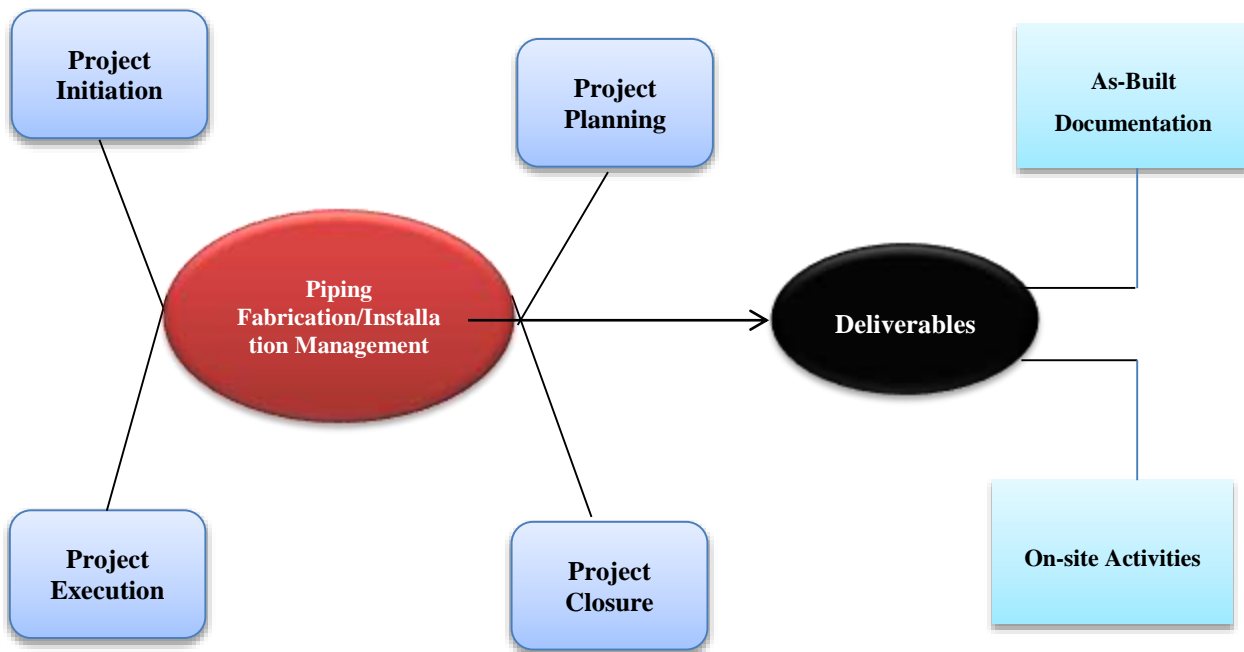 Project
Initiation
Project
Planning
As-Built
Documentation
Piping
Fabrication/Installa
tion Management
Deliverables
Project
Execution
Project
Closure
On-site Activities